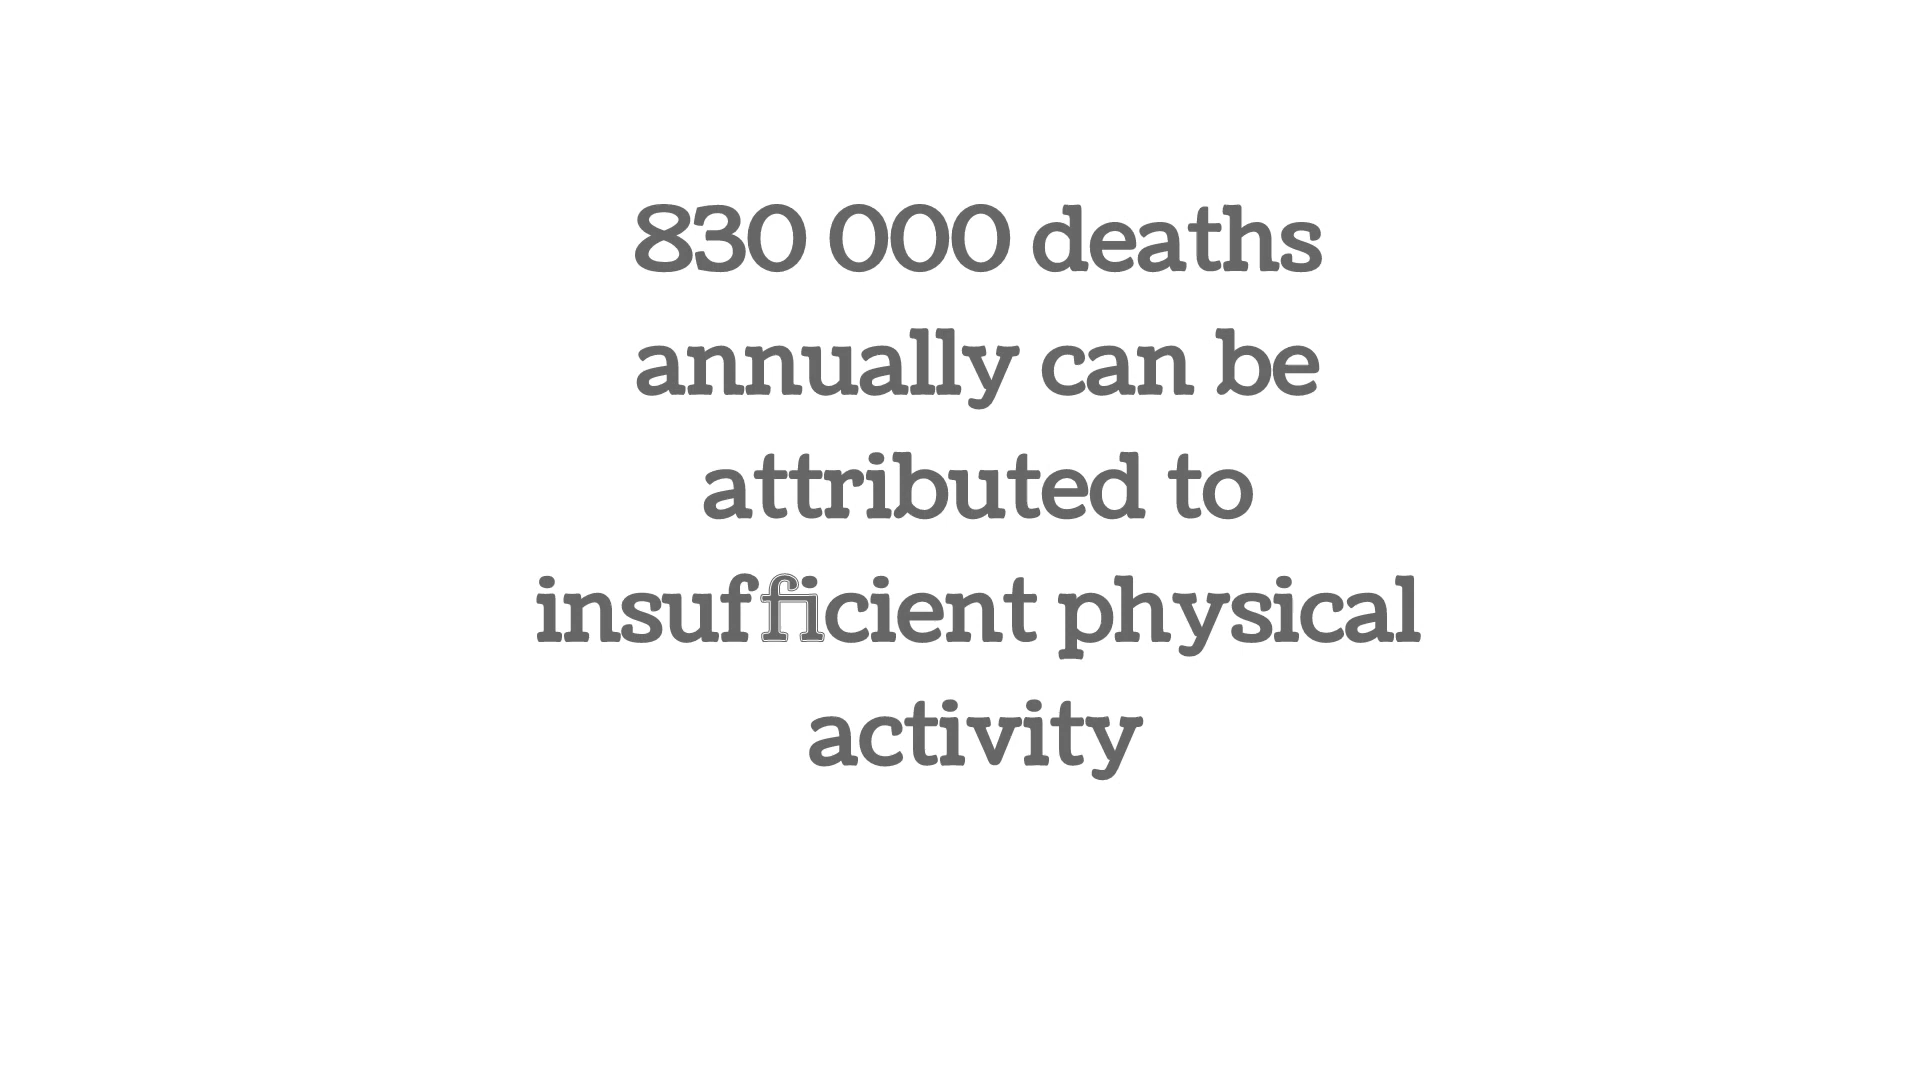 830 000 deaths
annually can be
attributed to
insufficient physical
activity